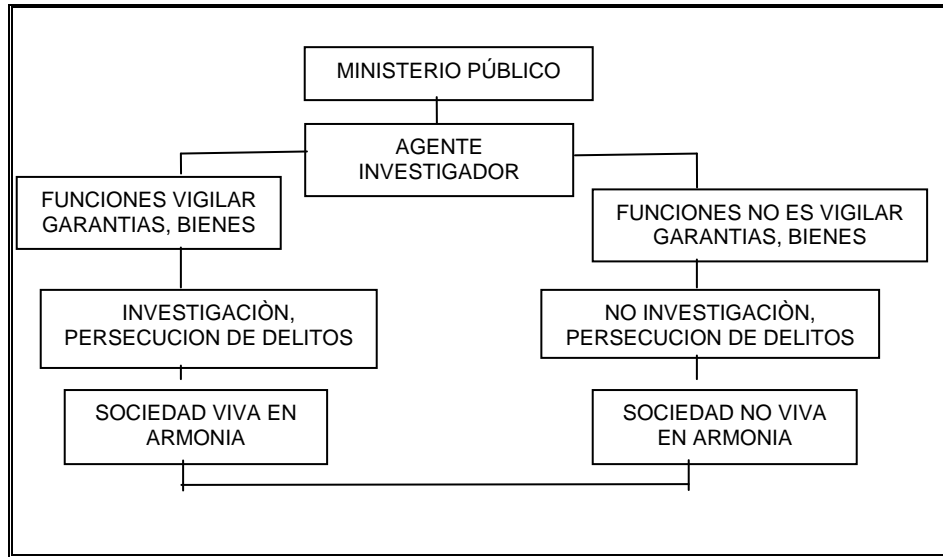 MINISTERIO PÚBLICO
AGENTE
INVESTIGADOR
FUNCIONES VIGILAR
GARANTIAS, BIENES
FUNCIONES NO ES VIGILAR
GARANTIAS, BIENES
INVESTIGACIÒN,
PERSECUCION DE DELITOS
NO INVESTIGACIÒN,
PERSECUCION DE DELITOS
SOCIEDAD VIVA EN
ARMONIA
SOCIEDAD NO VIVA
EN ARMONIA